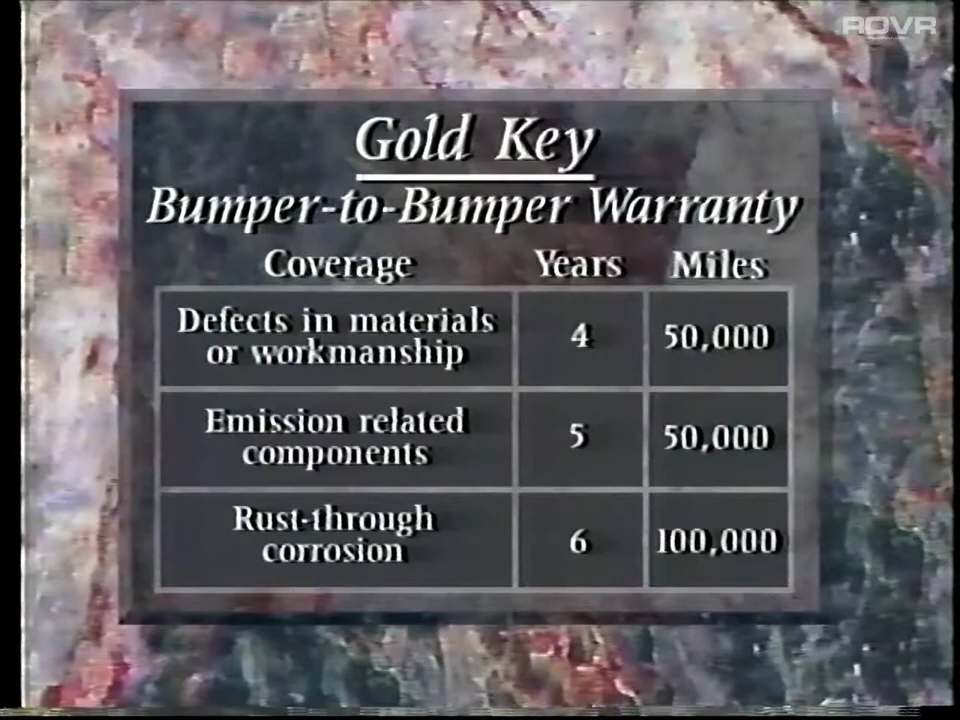 ROVR
Gold Key
Bumper-to-Bumper Warranty
Coverage Years Miles
Defects in materials
or workmanship
4
50,000
Emission related
components
5
50,000
Rust-through
corrosion
6
100,000